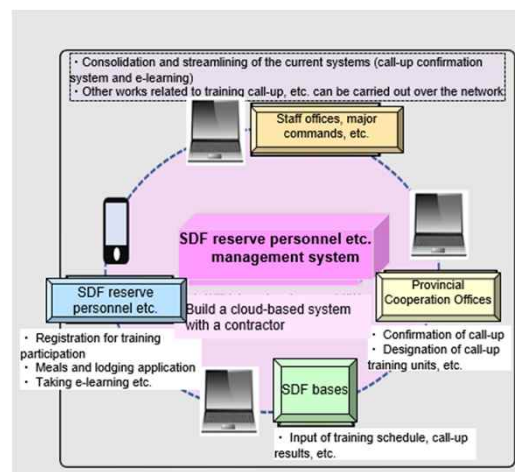 ・Consolidation and streamlining of the current systems (call-up confirmation
system and e-learning)
・Other works related to training call-up, etc. can be carried out over the network
Staff offices, major
commands, etc.
SDF reserve personnel etc.
management system
SDF reserve
personnel etc.
Provincial
Cooperation Offices
Build a cloud-based system
with a contractor
・Registration for training
participation
・Meals and lodging application
・Taking e-learning etc.
・Confirmation of call-up
・Designation of call-up
training units, etc.
SDF bases
・Input of training schedule, call-up
results, etc.